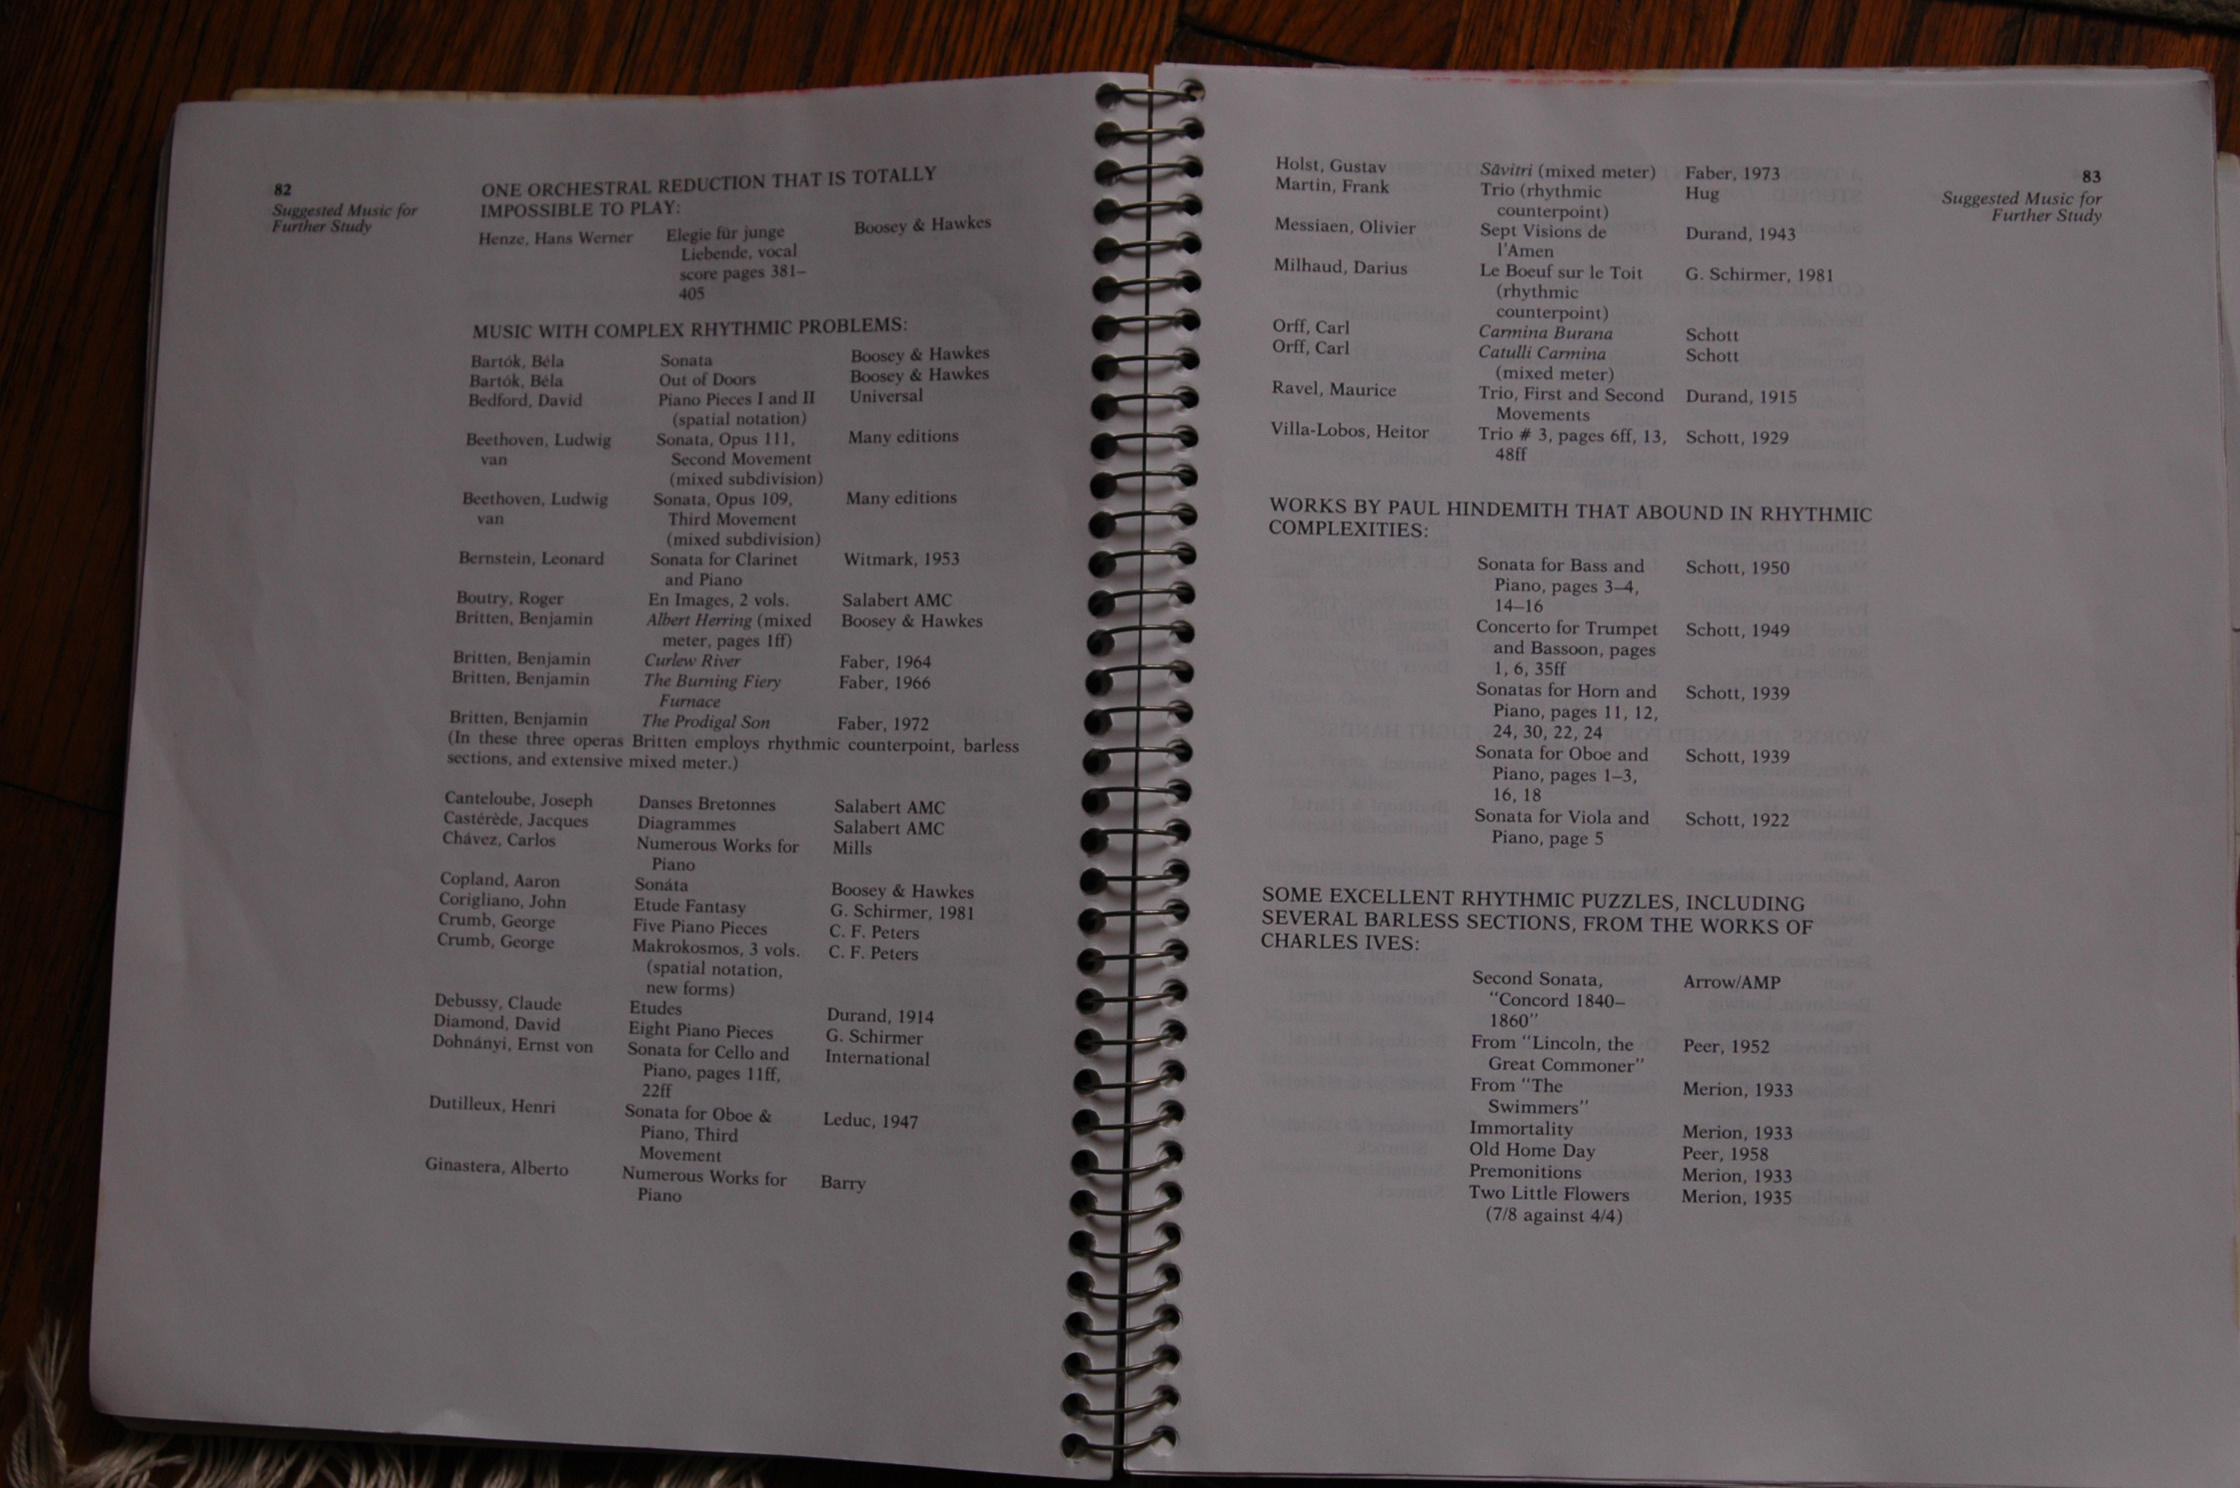 82
Suggested Music for
Further Study
ONE ORCHESTRAL REDUCTION THAT IS TOTALLY
IMPOSSIBLE TO PLAY:
Henze, Hans Werner Elegie für junge Boosey & Hawkes
Liebende, vocal
score pages 381–
405
MUSIC WITH COMPLEX RHYTHMIC PROBLEMS:
Bartók, Béla Sonata Boosey & Hawkes
Bartók, Béla Out of Doors Boosey & Hawkes
Bedford, David Piano Pieces I and II Universal
(spatial notation)
Beethoven, Ludwig Sonata, Opus 111, Many editions
van Second Movement
(mixed subdivision)
Beethoven, Ludwig Sonata, Opus 109, Many editions
van Third Movement
(mixed subdivision)
Bernstein, Leonard Sonata for Clarinet Witmark, 1953
and Piano
Boutry, Roger En Images, 2 vols. Salabert AMC
Britten, Benjamin Albert Herring (mixed Boosey & Hawkes
meter, pages 1ff)
Britten, Benjamin Curlew River Faber, 1964
Britten, Benjamin The Burning Fiery Faber, 1966
Furnace
Britten, Benjamin The Prodigal Son Faber, 1972
(In these three operas Britten employs rhythmic counterpoint, barless
sections, and extensive mixed meter.)
Canteloube, Joseph Danses Bretonnes Salabert AMC
Castérède, Jacques Diagrammes Salabert AMC
Chávez, Carlos Numerous Works for Mills
Piano
Copland, Aaron Sonáta Boosey & Hawkes
Corigliano, John Etude Fantasy G. Schirmer, 1981
Crumb, George Five Piano Pieces C. F. Peters
Crumb, George Makrokosmos, 3 vols. C. F. Peters
(spatial notation,
new forms)
Debussy, Claude Etudes Durand, 1914
Diamond, David Eight Piano Pieces G. Schirmer
Dohnányi, Ernst von Sonata for Cello and International
Piano, pages 11ff,
22ff
Dutilleux, Henri Sonata for Oboe & Leduc, 1947
Piano, Third
Movement
Ginastera, Alberto Numerous Works for Barry
Piano
83
Suggested Music for
Further Study
Holst, Gustav Sāvitri (mixed meter) Faber, 1973
Martin, Frank Trio (rhythmic Hug
counterpoint)
Messiaen, Olivier Sept Visions de Durand, 1943
l'Amen
Milhaud, Darius Le Boeuf sur le Toit G. Schirmer, 1981
(rhythmic
counterpoint)
Orff, Carl Carmina Burana Schott
Orff, Carl Catulli Carmina Schott
(mixed meter)
Ravel, Maurice Trio, First and Second Durand, 1915
Movements
Villa-Lobos, Heitor Trio # 3, pages 6ff, 13, Schott, 1929
48ff
WORKS BY PAUL HINDEMITH THAT ABOUND IN RHYTHMIC
COMPLEXITIES:
Sonata for Bass and Schott, 1950
Piano, pages 3–4,
14–16
Concerto for Trumpet Schott, 1949
and Bassoon, pages
1, 6, 35ff
Sonatas for Horn and Schott, 1939
Piano, pages 11, 12,
24, 30, 22, 24
Sonata for Oboe and Schott, 1939
Piano, pages 1–3,
16, 18
Sonata for Viola and Schott, 1922
Piano, page 5
SOME EXCELLENT RHYTHMIC PUZZLES, INCLUDING
SEVERAL BARLESS SECTIONS, FROM THE WORKS OF
CHARLES IVES:
Second Sonata, Arrow/AMP
"Concord 1840–
1860"
From "Lincoln, the Peer, 1952
Great Commoner"
From "The Merion, 1933
Swimmers"
Immortality Merion, 1933
Old Home Day Peer, 1958
Premonitions Merion, 1933
Two Little Flowers Merion, 1935
(7/8 against 4/4)